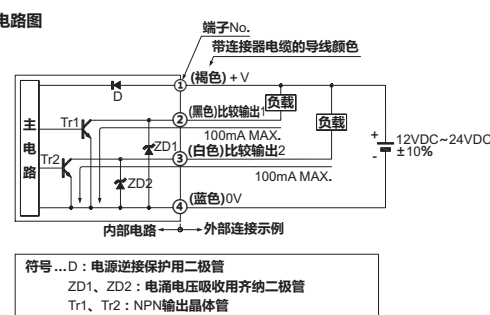 电路图
端子No.
带连接器电缆的导线颜色
① (褐色) + V
D
负载
② (黑色)比较输出1
负载
主电路
Tr1
100mA MAX.
ZD1
+
-
12VDC~24VDC
±10%
③ (白色)比较输出2
Tr2
100mA MAX.
ZD2
④ (蓝色)0V
内部电路 外部连接示例
符号...D：电源逆接保护用二极管
ZD1、ZD2：电涌电压吸收用齐纳二极管
Tr1、Tr2：NPN输出晶体管